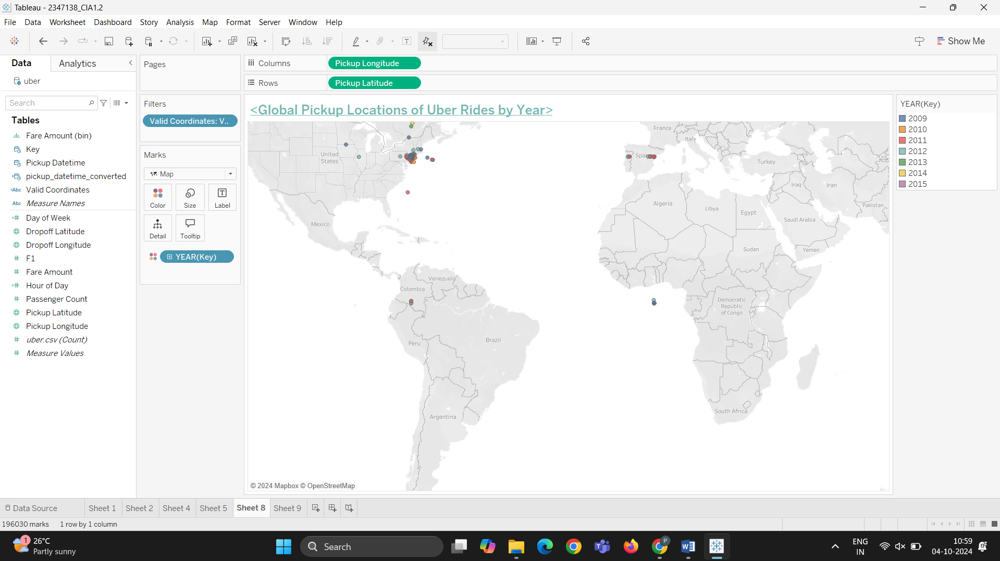 Tableau - 2347138_CIA1.2
File Data Worksheet Dashboard Story Analysis Map Format Server Window Help
Show Me
Data Analytics
uber
Search
Tables
Fare Amount (bin)
Key
Pickup Datetime
pickup_datetime_converted
=Abc Valid Coordinates
Abc Measure Names
Day of Week
Dropoff Latitude
Dropoff Longitude
F1
Fare Amount
Hour of Day
Passenger Count
Pickup Latitude
Pickup Longitude
uber.csv (Count)
Measure Values
Pages
Filters
Valid Coordinates: V..
Marks
Map
Color Size Label
Detail Tooltip
YEAR(Key)
Columns Pickup Longitude
Rows Pickup Latitude
<Global Pickup Locations of Uber Rides by Year>
France
Italy
United
States
Spain
Turkey
Iraq
Iran
Pakistan
Algeria
Libya
Egypt
Saudi Arabia
Mexico
Sudan
Yemen
Venezuela
Colombia
Democratic
Republic
of Congo
Brazil
Peru
South Africa
Argentina
© 2024 Mapbox © OpenStreetMap
YEAR(Key)
2009
2010
2011
2012
2013
2014
2015
Data Source Sheet 1 Sheet 2 Sheet 4 Sheet 5 Sheet 8 Sheet 9
196030 marks 1 row by 1 column
1
26°C
Partly sunny
Search
P
ENG
IN
10:59
04-10-2024